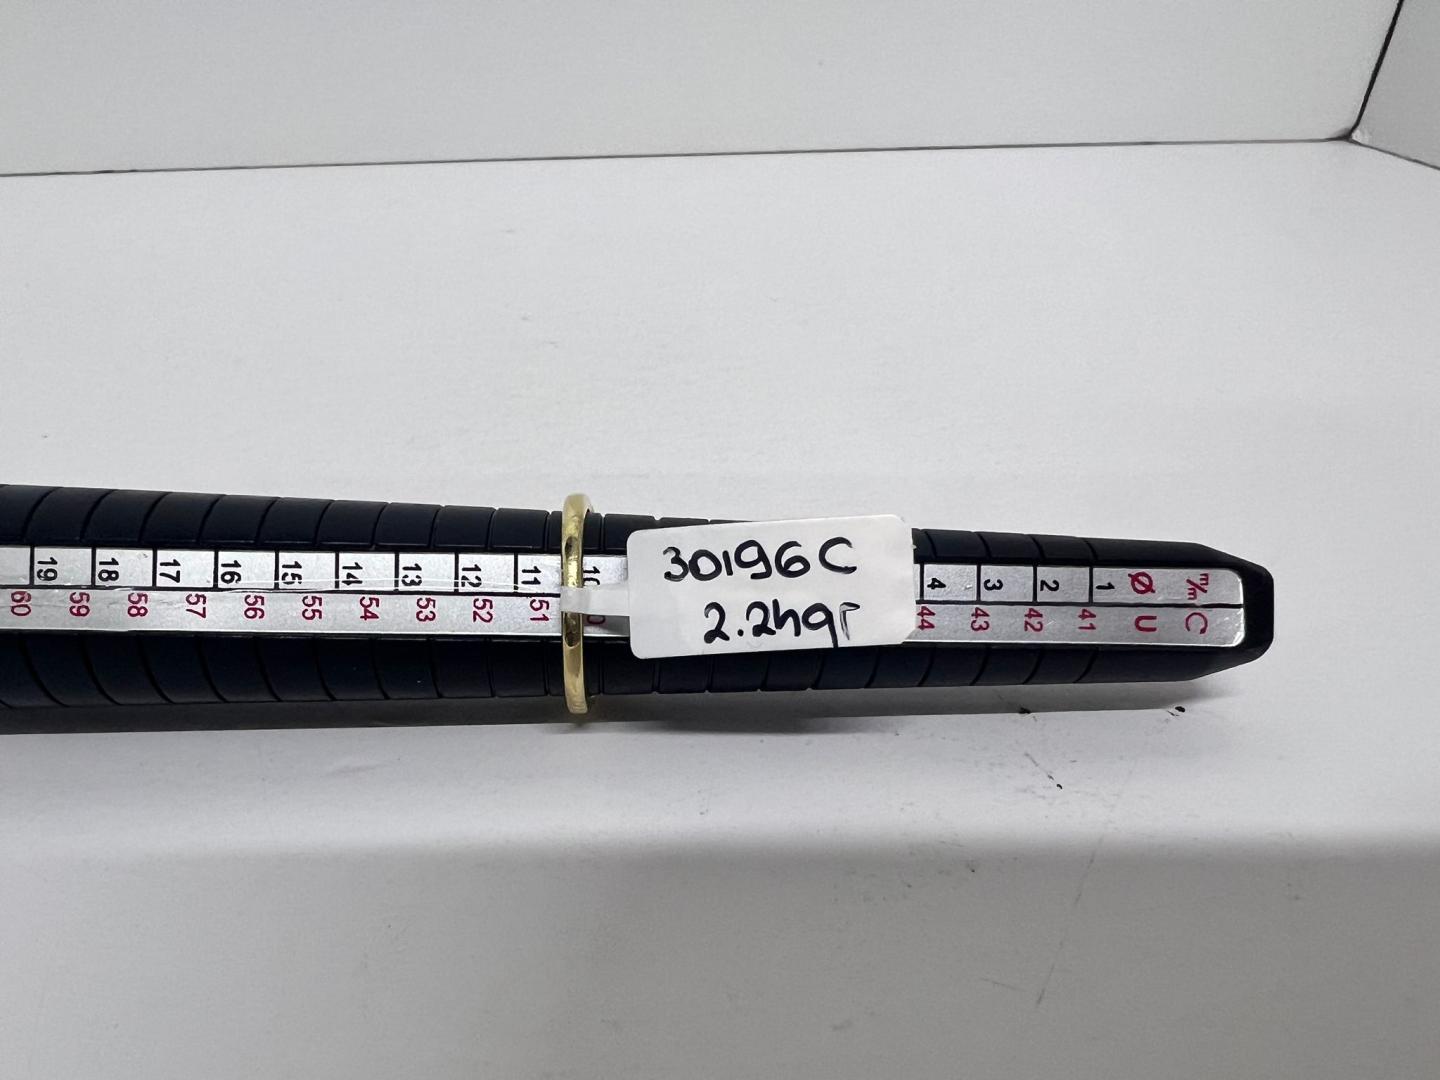 30196C
2.24gr
19 18 17 16 15 14 13 12 11 10 4 3 2 1 Ø m/m
60 59 58 57 56 55 54 53 52 51 44 43 42 41 U C